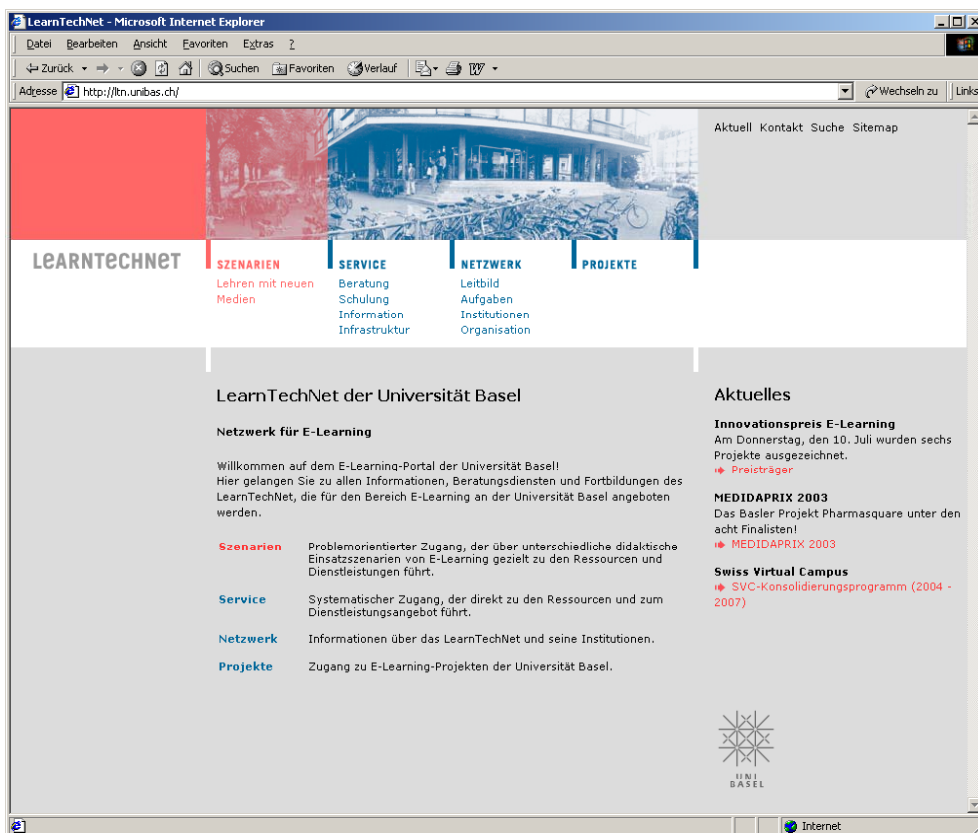 LearnTechNet - Microsoft Internet Explorer
Datei Bearbeiten Ansicht Favoriten Extras ?
Zurück Suchen Favoriten Verlauf
Adresse http://ltn.unibas.ch/ Wechseln zu Links
Aktuell Kontakt Suche Sitemap
LEARNTECHNET
SZENARIEN SERVICE NETZWERK PROJEKTE
Lehren mit neuen Beratung Leitbild
Medien Schulung Aufgaben
Information Institutionen
Infrastruktur Organisation
LearnTechNet der Universität Basel
Netzwerk für E-Learning
Willkommen auf dem E-Learning-Portal der Universität Basel!
Hier gelangen Sie zu allen Informationen, Beratungsdiensten und Fortbildungen des
LearnTechNet, die für den Bereich E-Learning an der Universität Basel angeboten
werden.
Szenarien Problemorientierter Zugang, der über unterschiedliche didaktische
Einsatzszenarien von E-Learning gezielt zu den Ressourcen und
Dienstleistungen führt.
Service Systematischer Zugang, der direkt zu den Ressourcen und zum
Dienstleistungsangebot führt.
Netzwerk Informationen über das LearnTechNet und seine Institutionen.
Projekte Zugang zu E-Learning-Projekten der Universität Basel.
Aktuelles
Innovationspreis E-Learning
Am Donnerstag, den 10. Juli wurden sechs
Projekte ausgezeichnet.
Preisträger
MEDIDAPRIX 2003
Das Basler Projekt Pharmasquare unter den
acht Finalisten!
MEDIDAPRIX 2003
Swiss Virtual Campus
SVC-Konsolidierungsprogramm (2004 -
2007)
UNI
BASEL
Internet